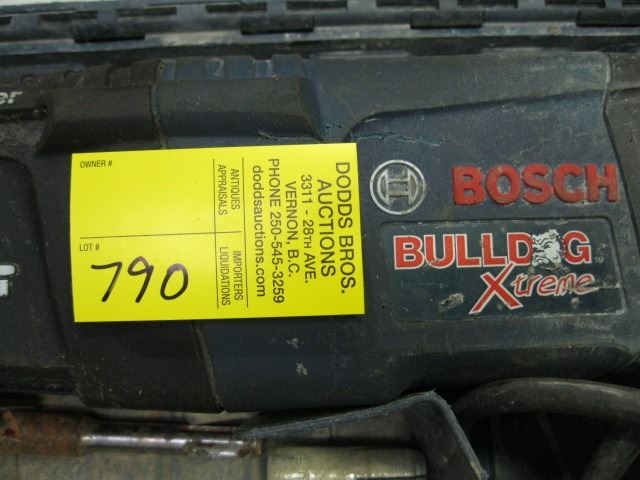 OWNER #
LOT #
790
ANTIQUES
APPRAISALS
IMPORTERS
LIQUIDATIONS
DODDS BROS.
AUCTIONS
3311 - 28TH AVE.
VERNON, B.C.
PHONE 250-545-3259
doddsauctions.com
BOSCH
BULLDOG
TM
Xtreme